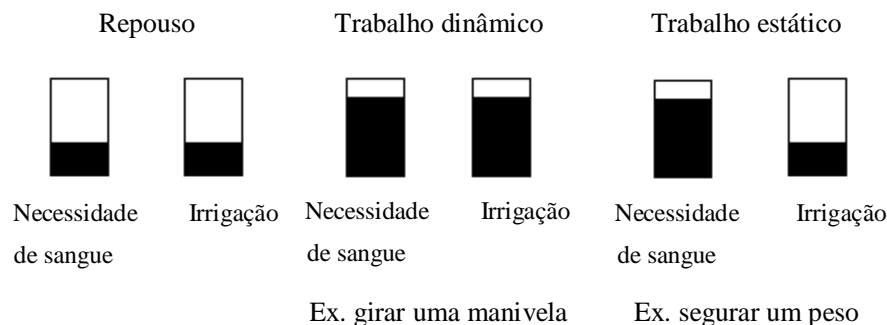 Repouso Trabalho dinâmico Trabalho estático
Necessidade Irrigação Necessidade Irrigação Necessidade Irrigação
de sangue de sangue de sangue
Ex. girar uma manivela Ex. segurar um peso